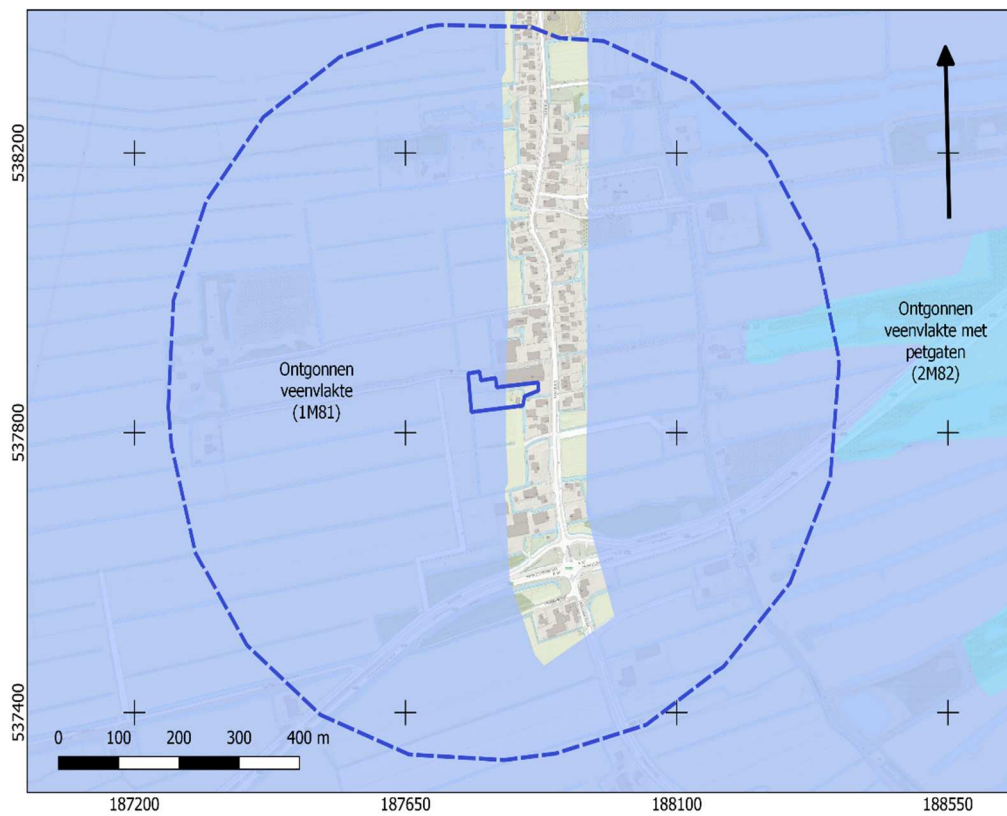 538200
537800
537400
Ontgonnen
veenvlakte
(1M81)
Ontgonnen
veenvlakte met
petgaten
(2M82)
0 100 200 300 400 m
187200 187650 188100 188550